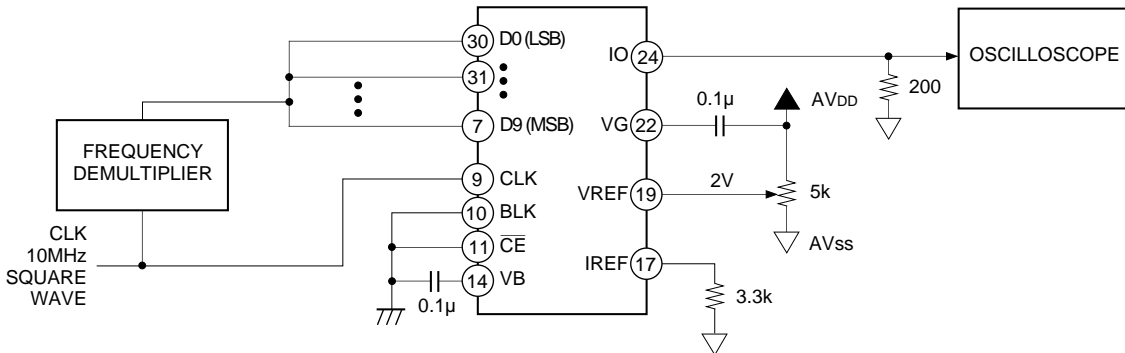 30 D0 (LSB)
31
7 D9 (MSB)
9 CLK
10 BLK
11 CE
14 VB
0.1μ
FREQUENCY
DEMULTIPLIER
CLK
10MHz
SQUARE
WAVE
IO 24
VG 22
VREF 19
IREF 17
0.1μ
AVDD
200
2V
5k
AVss
3.3k
OSCILLOSCOPE